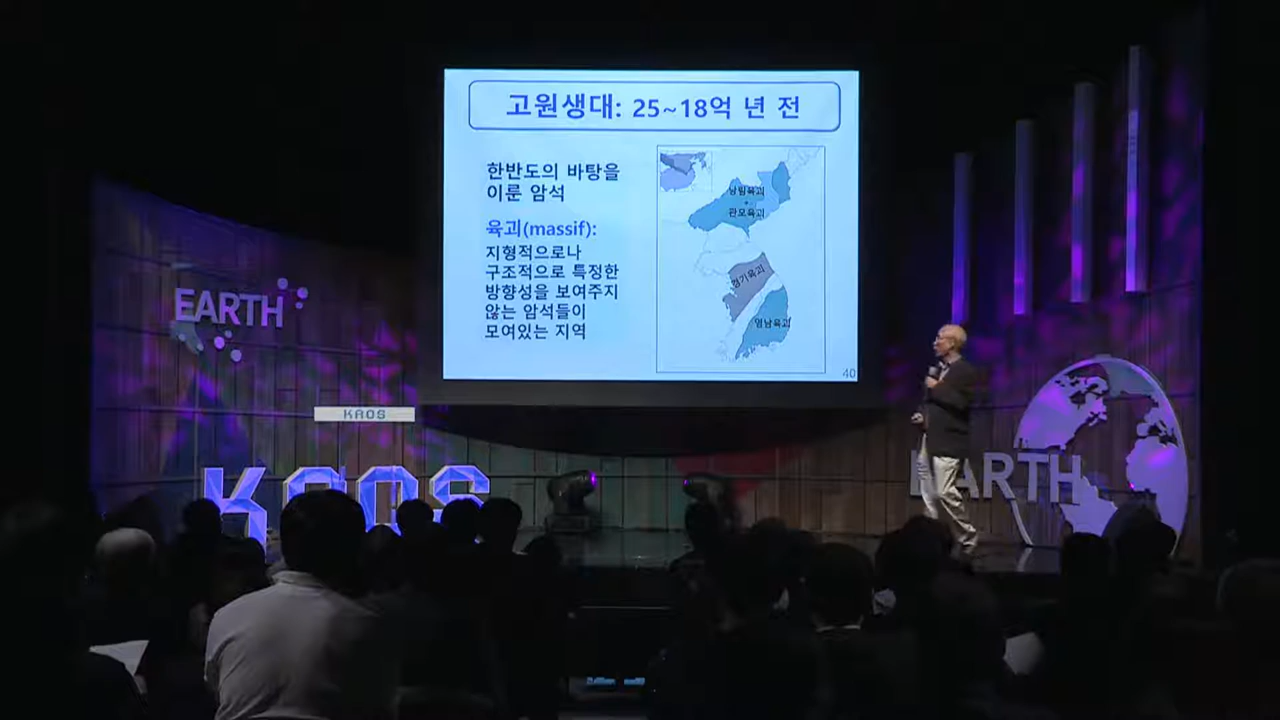 고원생대: 25~18억 년 전
한반도의 바탕을
이룬 암석
육괴(massif):
지형적으로나
구조적으로 특정한
방향성을 보여주지
않는 암석들이
모여있는 지역
낭림육괴
+
관모육괴
경기육괴
영남육괴
40
EARTH
KAOS
KAOS
EARTH